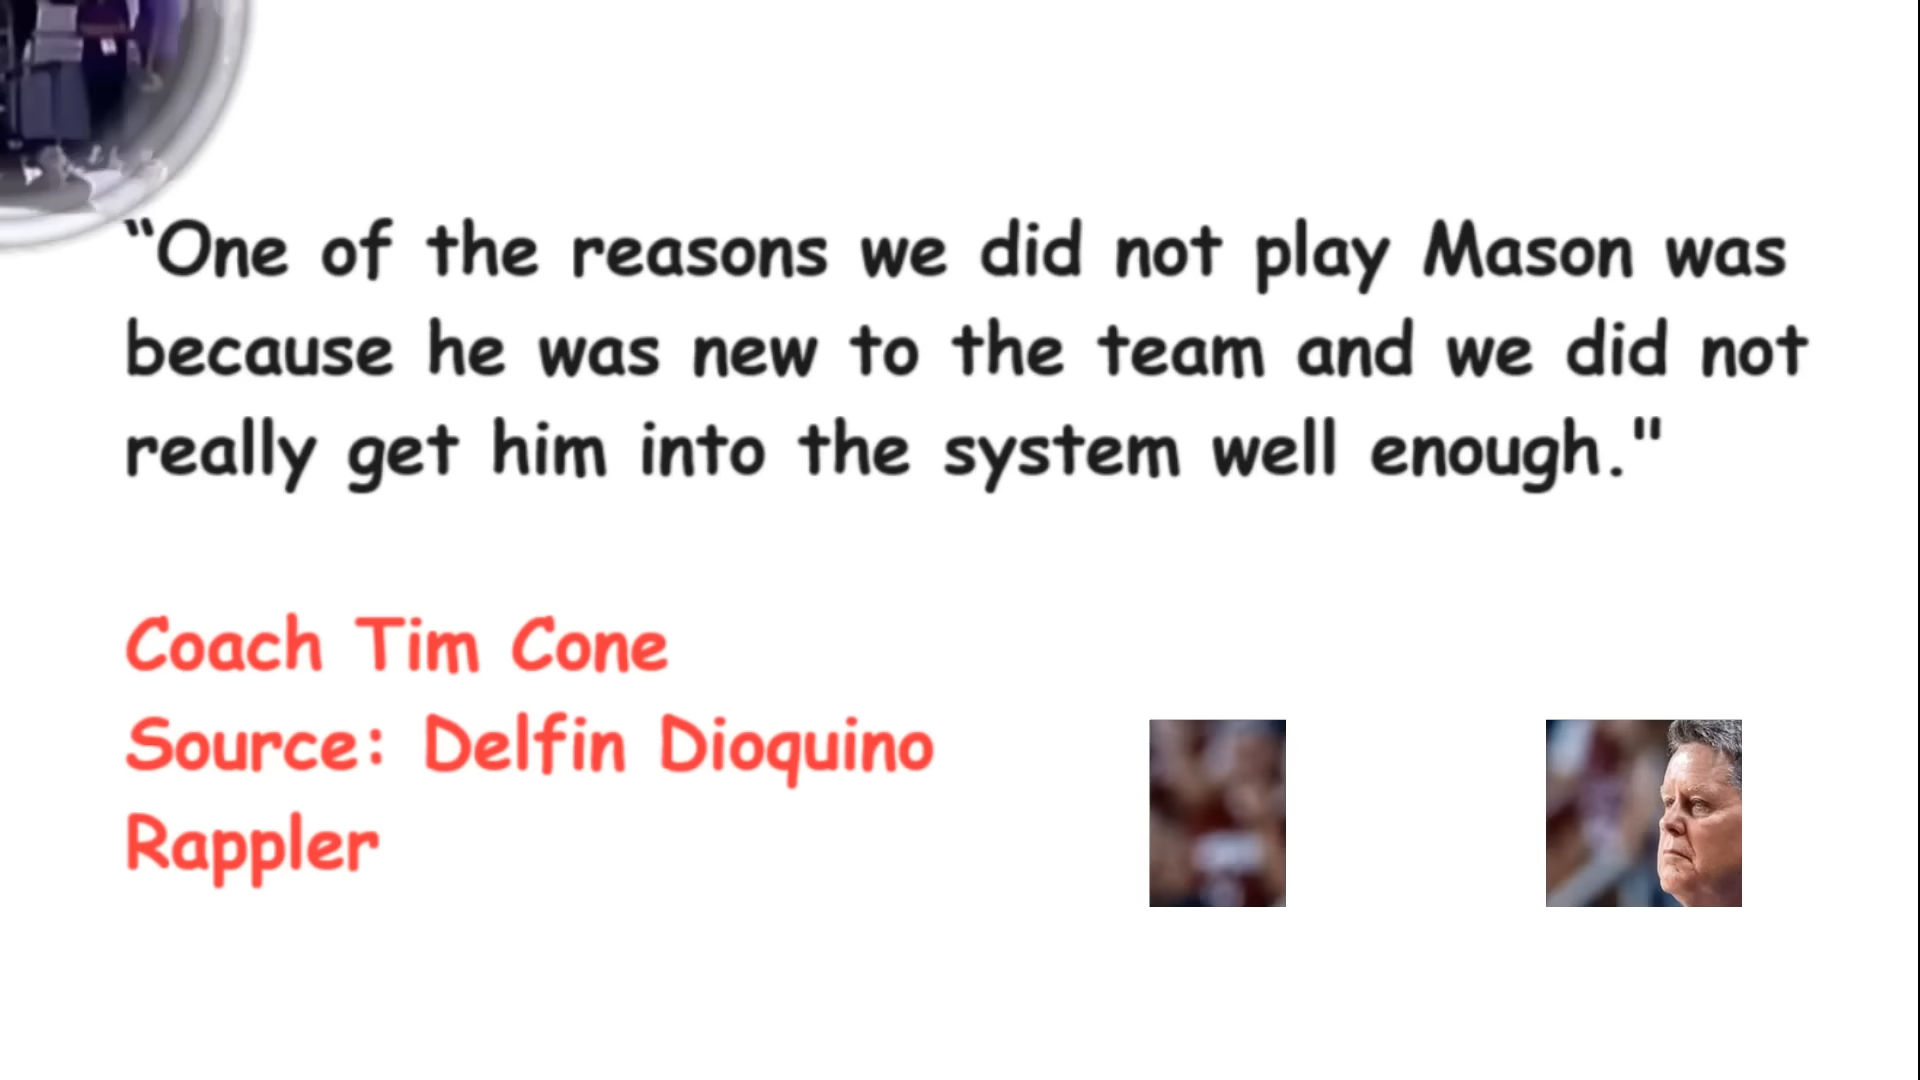 “One of the reasons we did not play Mason was
because he was new to the team and we did not
really get him into the system well enough."
Coach Tim Cone
Source: Delfin Dioquino
Rappler